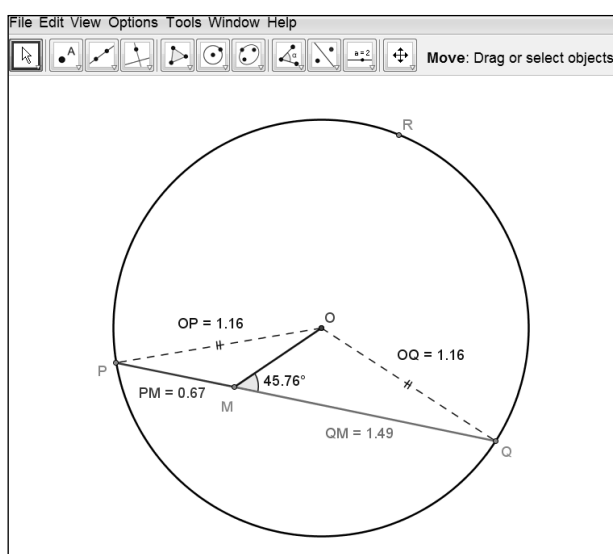 File Edit View Options Tools Window Help
A
α
a=2
Move: Drag or select objects
R
O
OP = 1.16
OQ = 1.16
P
45.76°
PM = 0.67
M
QM = 1.49
Q